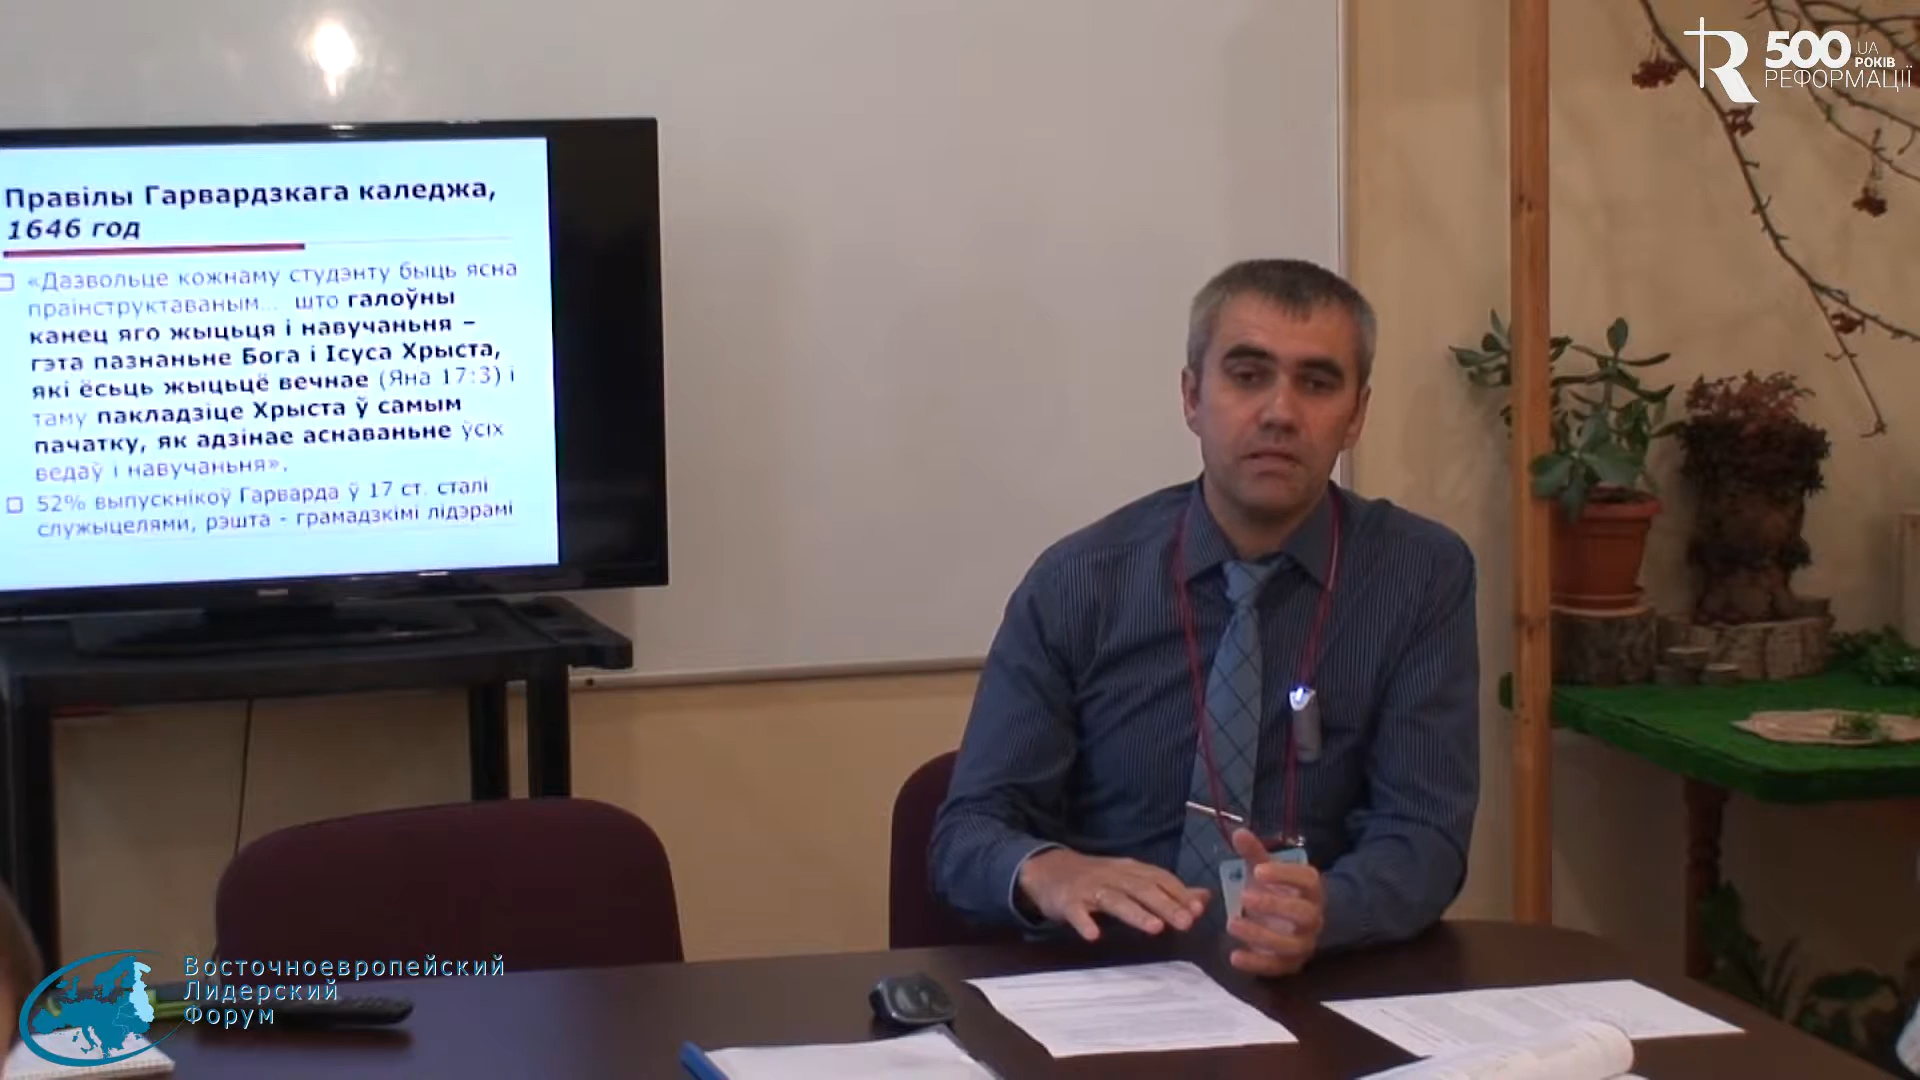 Правілы Гарвардзкага каледжа,
1646 год
«Дазвольце кожнаму студэнту быць ясна
праінструктаваным... што галоўны
канец яго жыцьця і навучаньня –
гэта пазнаньне Бога і Ісуса Хрыста,
які ёсьць жыцьцё вечнае (Яна 17:3) і
таму пакладзіце Хрыста ў самым
пачатку, як адзінае аснаваньне ўсіх
ведаў і навучаньня».
52% выпускнікоў Гарварда ў 17 ст. сталі
служыцелямі, рэшта - грамадзкімі лідэрамі
R 500 .UA
РОКІВ
РЕФОРМАЦІЇ
Восточноевропейский
Лидерский
Форум